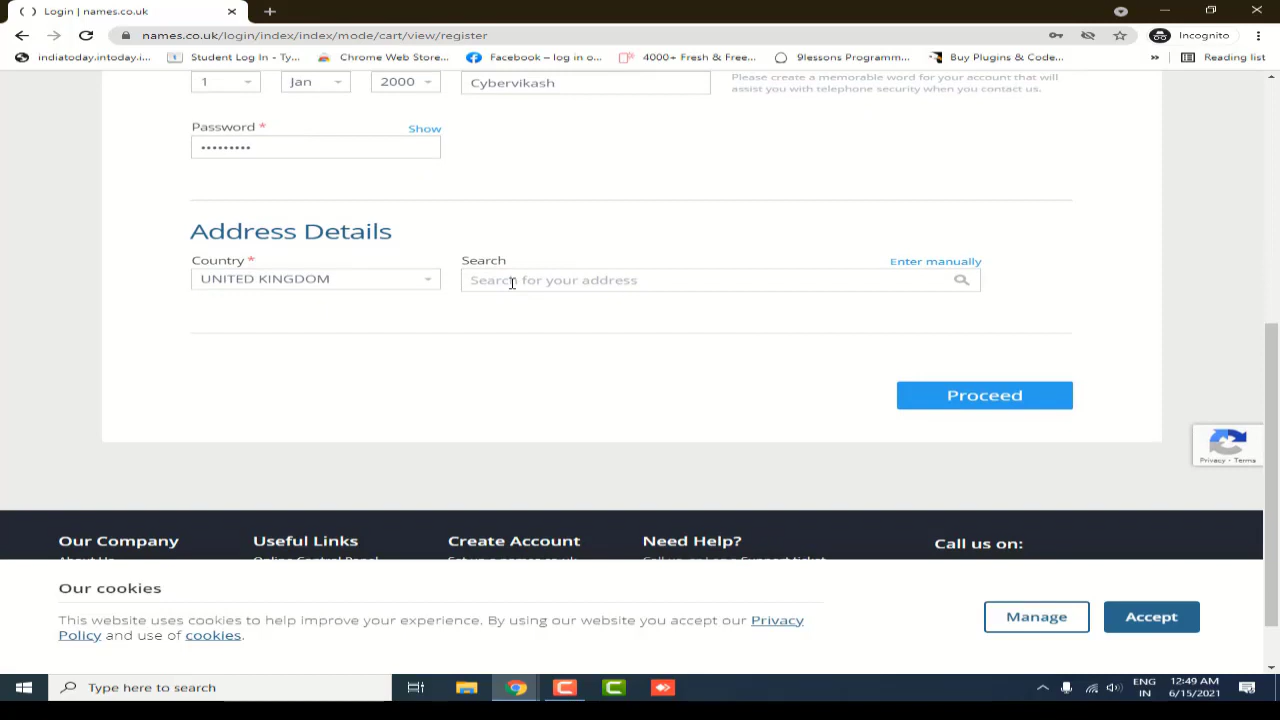 Login | names.co.uk
names.co.uk/login/index/index/mode/cart/view/register
Incognito
indiatoday.intoday.i...
Student Log In - Ty...
Chrome Web Store...
Facebook – log in o...
4000+ Fresh & Free...
9lessons Programm...
Buy Plugins & Code...
»
Reading list
1
Jan
2000
Cybervikash
Please create a memorable word for your account that will
assist you with telephone security when you contact us.
Password *
Show
•••••••••
Address Details
Country *
Search
Enter manually
UNITED KINGDOM
Search for your address
Proceed
Privacy - Terms
Our Company
Useful Links
Create Account
Need Help?
Call us on:
About Us
Online Control Panel
Our cookies
This website uses cookies to help improve your experience. By using our website you accept our Privacy
Policy and use of cookies.
Manage
Accept
Type here to search
ENG
IN
12:49 AM
6/15/2021